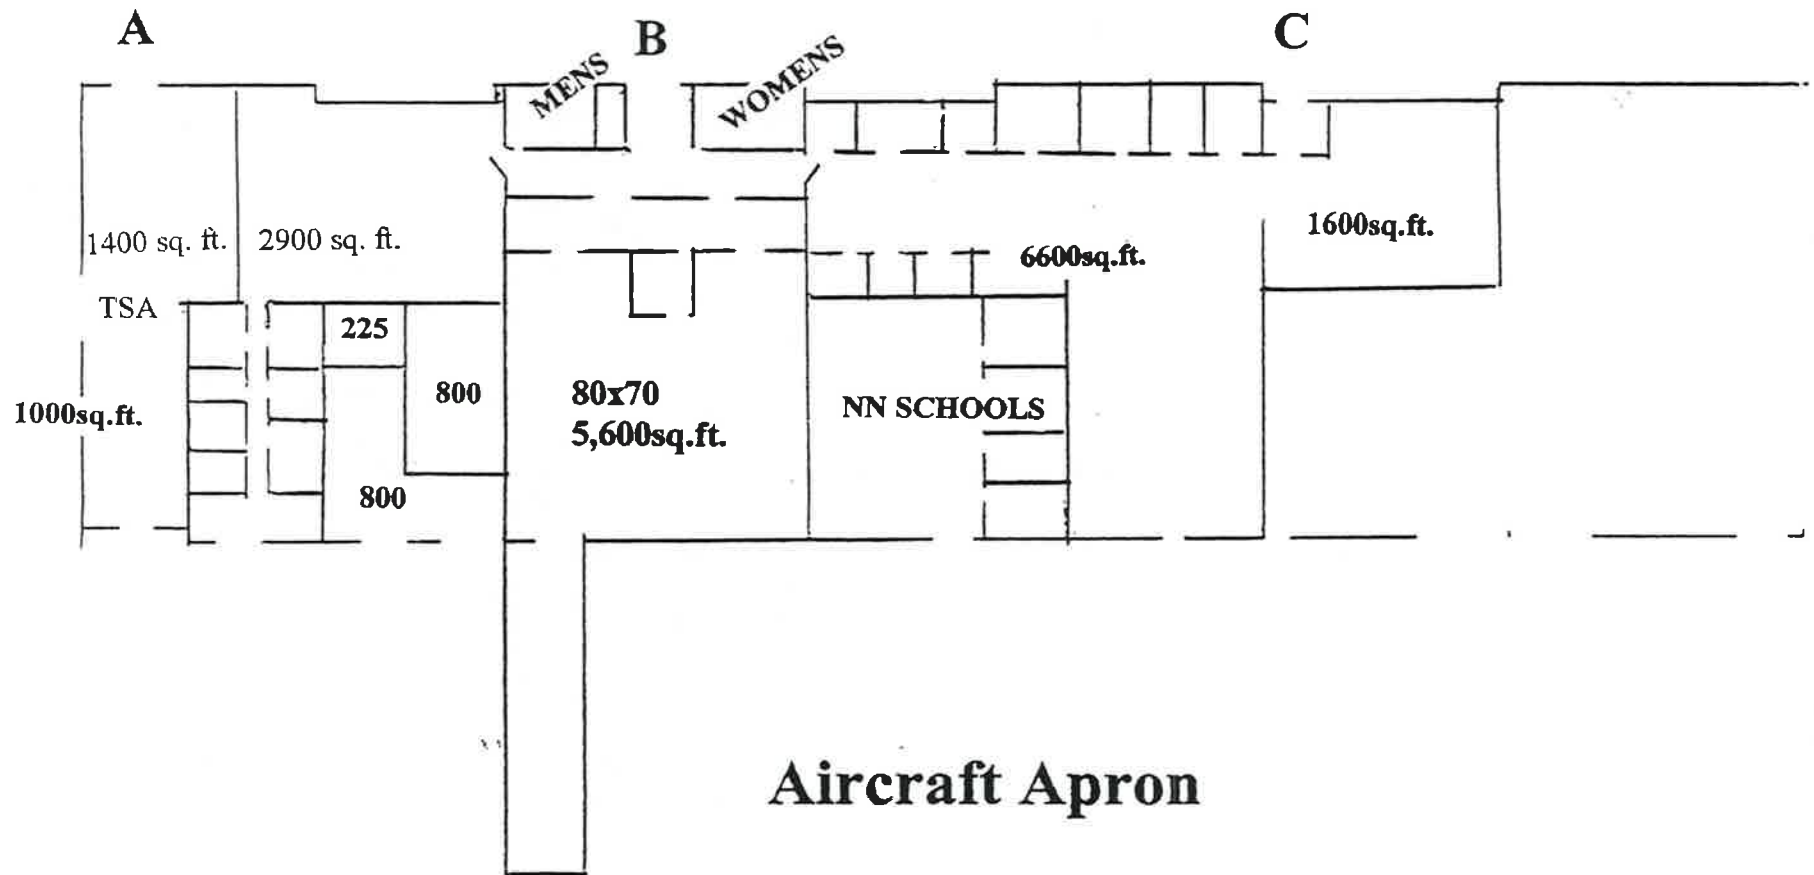 A
B
C
MENS
WOMENS
1400 sq. ft.
2900 sq. ft.
1600sq.ft.
6600sq.ft.
TSA
225
800
80x70
5,600sq.ft.
NN SCHOOLS
1000sq.ft.
800
Aircraft Apron